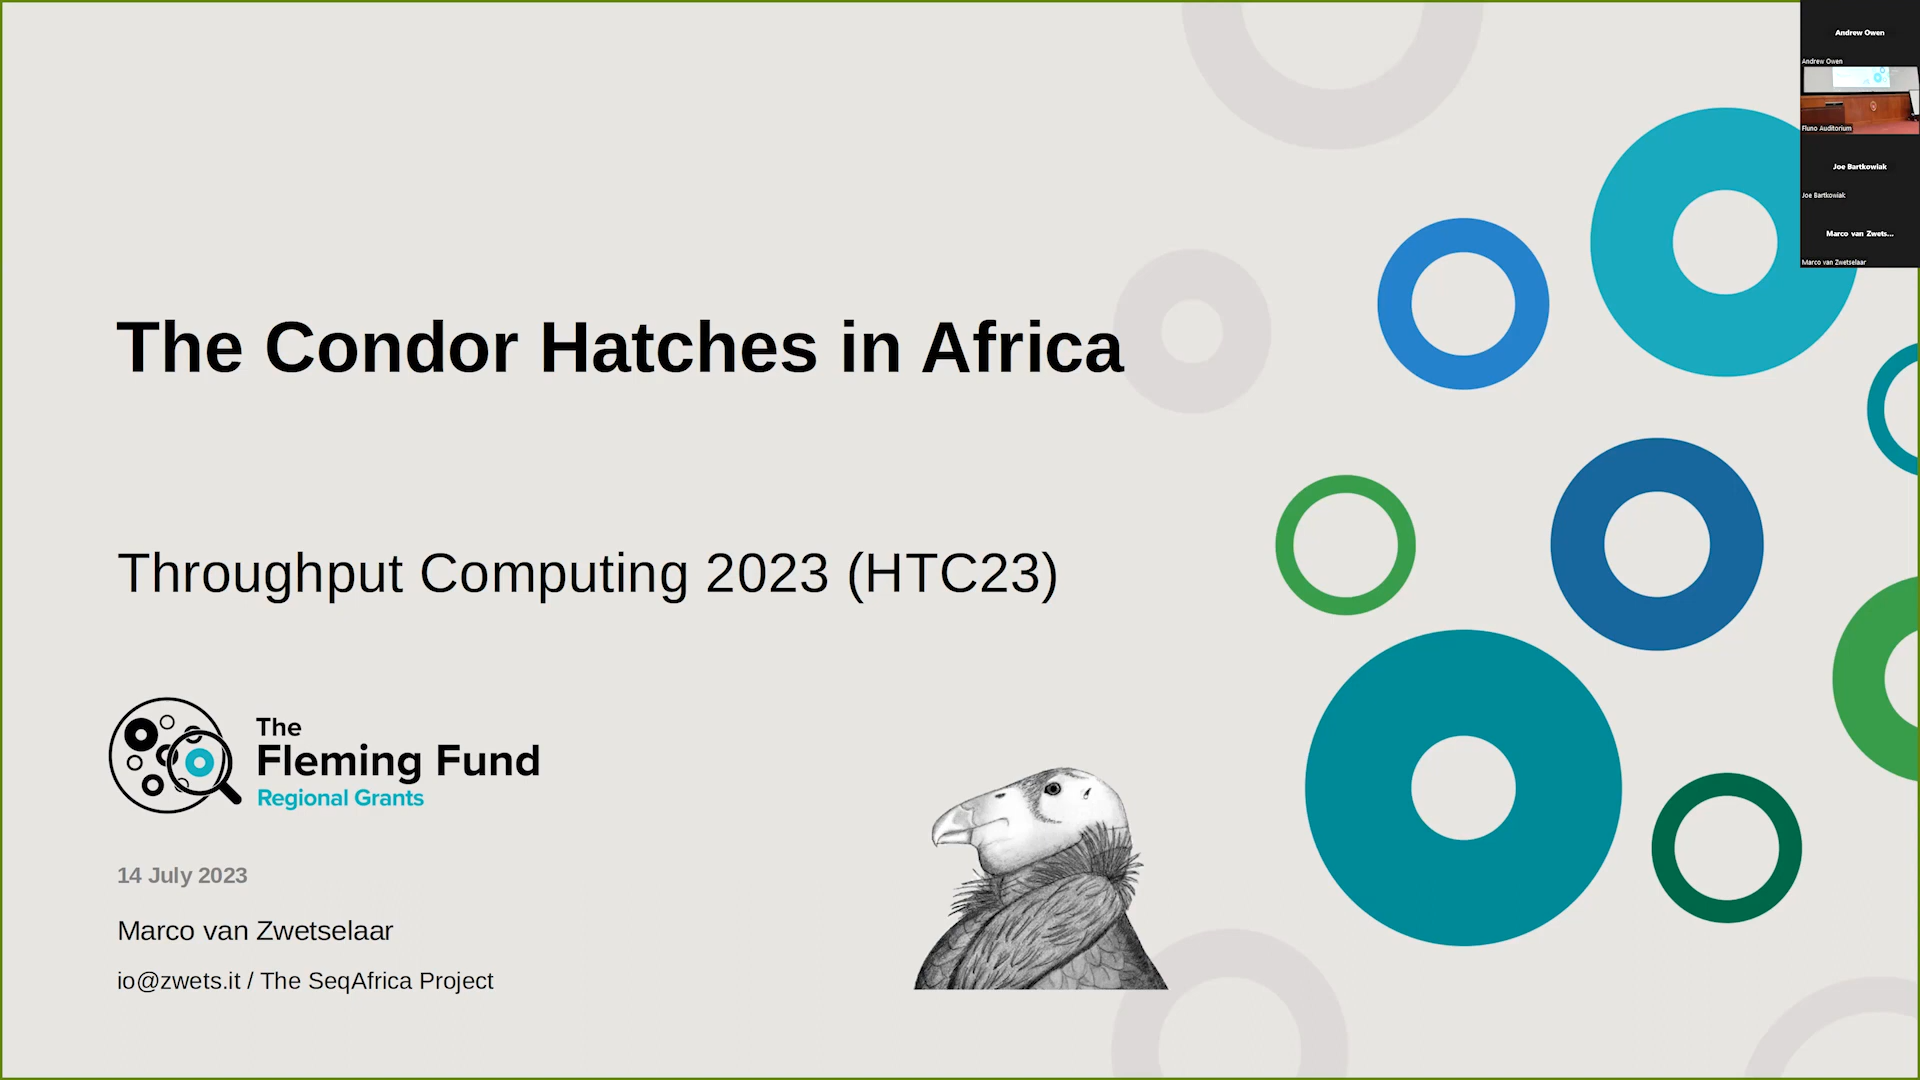 The Condor Hatches in Africa
Throughput Computing 2023 (HTC23)
The
Fleming Fund
Regional Grants
14 July 2023
Marco van Zwetselaar
io@zwets.it / The SeqAfrica Project
Andrew Owen
Andrew Owen
Fluno Auditorium
Joe Bartkowiak
Joe Bartkowiak
Marco van Zwets...
Marco van Zwetselaar